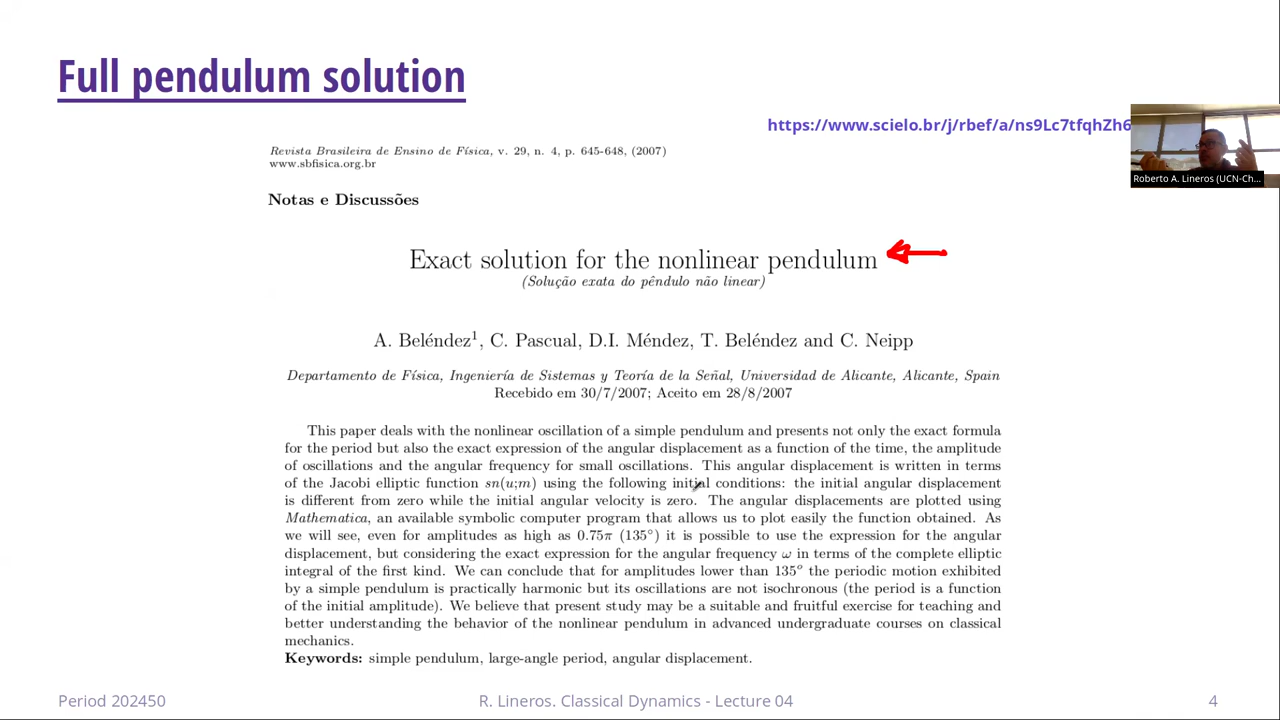 Full pendulum solution
https://www.scielo.br/j/rbef/a/ns9Lc7tfqhZh6
Roberto A. Lineros (UCN-Ch...
Revista Brasileira de Ensino de Física, v. 29, n. 4, p. 645-648, (2007)
www.sbfisica.org.br
Notas e Discussões
Exact solution for the nonlinear pendulum
(Solução exata do pêndulo não linear)
A. Beléndez¹, C. Pascual, D.I. Méndez, T. Beléndez and C. Neipp
Departamento de Física, Ingeniería de Sistemas y Teoría de la Señal, Universidad de Alicante, Alicante, Spain
Recebido em 30/7/2007; Aceito em 28/8/2007
This paper deals with the nonlinear oscillation of a simple pendulum and presents not only the exact formula
for the period but also the exact expression of the angular displacement as a function of the time, the amplitude
of oscillations and the angular frequency for small oscillations. This angular displacement is written in terms
of the Jacobi elliptic function sn(u;m) using the following initial conditions: the initial angular displacement
is different from zero while the initial angular velocity is zero. The angular displacements are plotted using
Mathematica, an available symbolic computer program that allows us to plot easily the function obtained. As
we will see, even for amplitudes as high as 0.75π (135°) it is possible to use the expression for the angular
displacement, but considering the exact expression for the angular frequency ω in terms of the complete elliptic
integral of the first kind. We can conclude that for amplitudes lower than 135º the periodic motion exhibited
by a simple pendulum is practically harmonic but its oscillations are not isochronous (the period is a function
of the initial amplitude). We believe that present study may be a suitable and fruitful exercise for teaching and
better understanding the behavior of the nonlinear pendulum in advanced undergraduate courses on classical
mechanics.
Keywords: simple pendulum, large-angle period, angular displacement.
Period 202450
R. Lineros. Classical Dynamics - Lecture 04
4